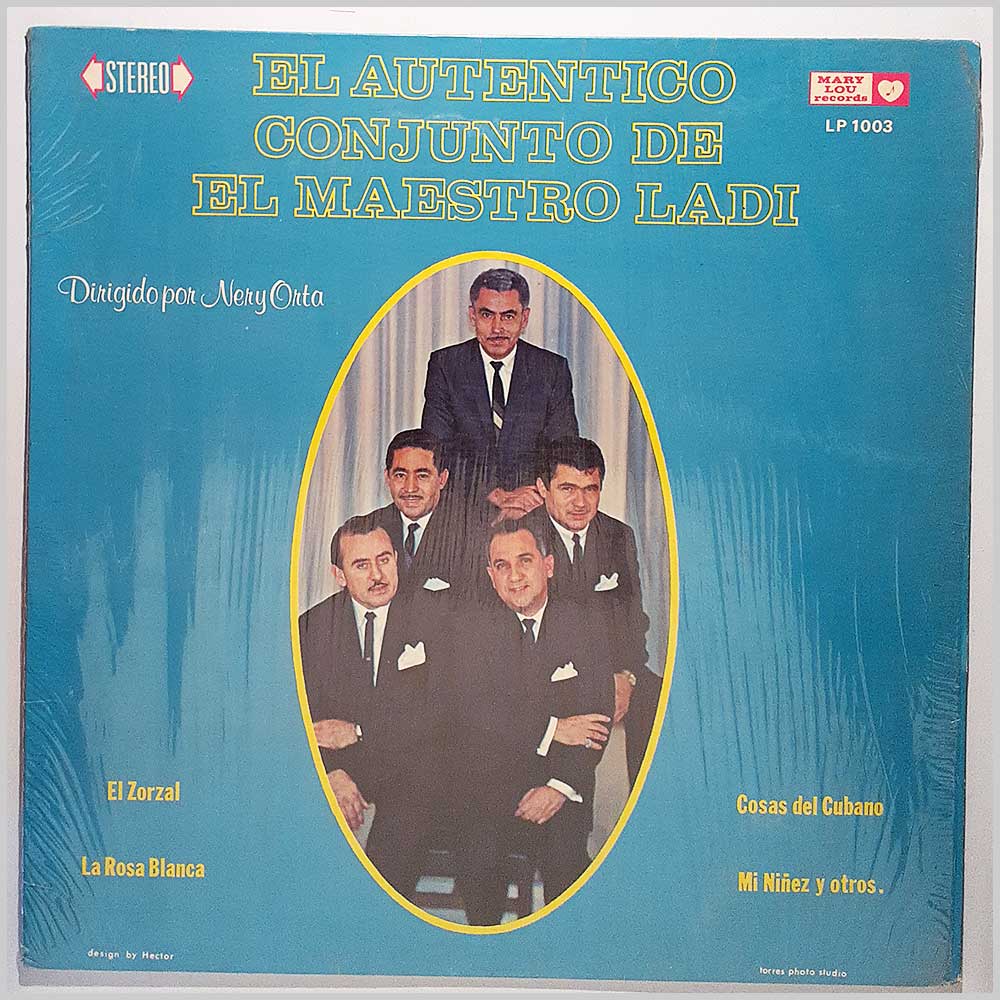 STEREO
EL AUTENTICO
CONJUNTO DE
EL MAESTRO LADI
MARY
LOU
records
LP 1003
Dirigido por Nery Orta
El Zorzal
La Rosa Blanca
Cosas del Cubano
Mi Niñez y otros.
design by Hector
torres photo studio